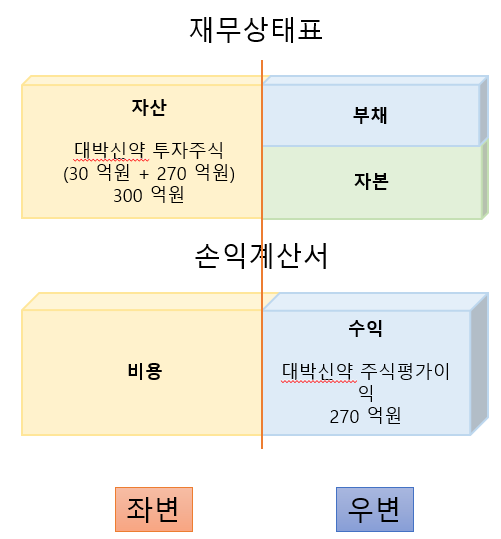 재무상태표
자산
대박신약 투자주식
(30 억원 + 270 억원)
300 억원
부채
자본
손익계산서
비용
수익
대박신약 주식평가이
익
270 억원
좌변
우변